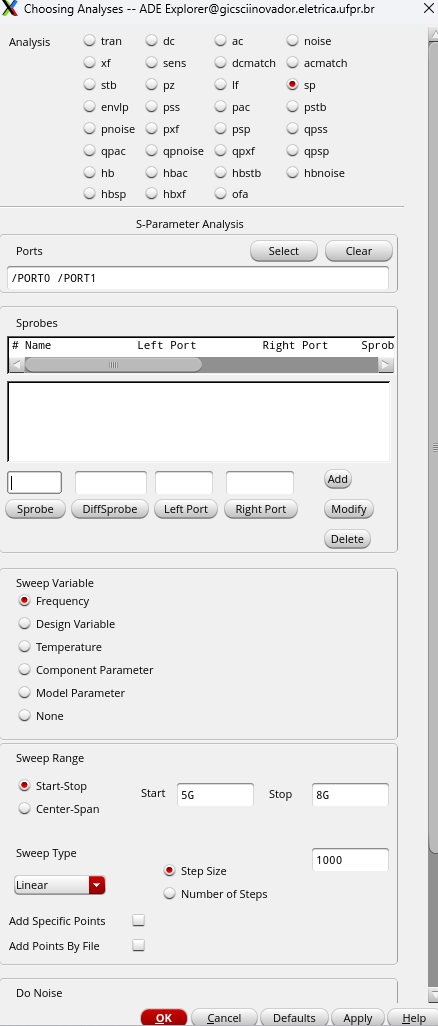 Choosing Analyses -- ADE Explorer@gicsciinovador.eletrica.ufpr.br
Analysis tran dc ac noise
xf sens dcmatch acmatch
stb pz lf sp
envlp pss pac pstb
pnoise pxf psp qpss
qpac qpnoise qpxf qpsp
hb hbac hbstb hbnoise
hbsp hbxf ofa
S-Parameter Analysis
Ports Select Clear
/PORT0 /PORT1
Sprobes
# Name Left Port Right Port Sprob
Add
Sprobe DiffSprobe Left Port Right Port Modify
Delete
Sweep Variable
Frequency
Design Variable
Temperature
Component Parameter
Model Parameter
None
Sweep Range
Start-Stop Start 5G Stop 8G
Center-Span
Sweep Type 1000
Linear Step Size
Number of Steps
Add Specific Points
Add Points By File
Do Noise
OK Cancel Defaults Apply Help